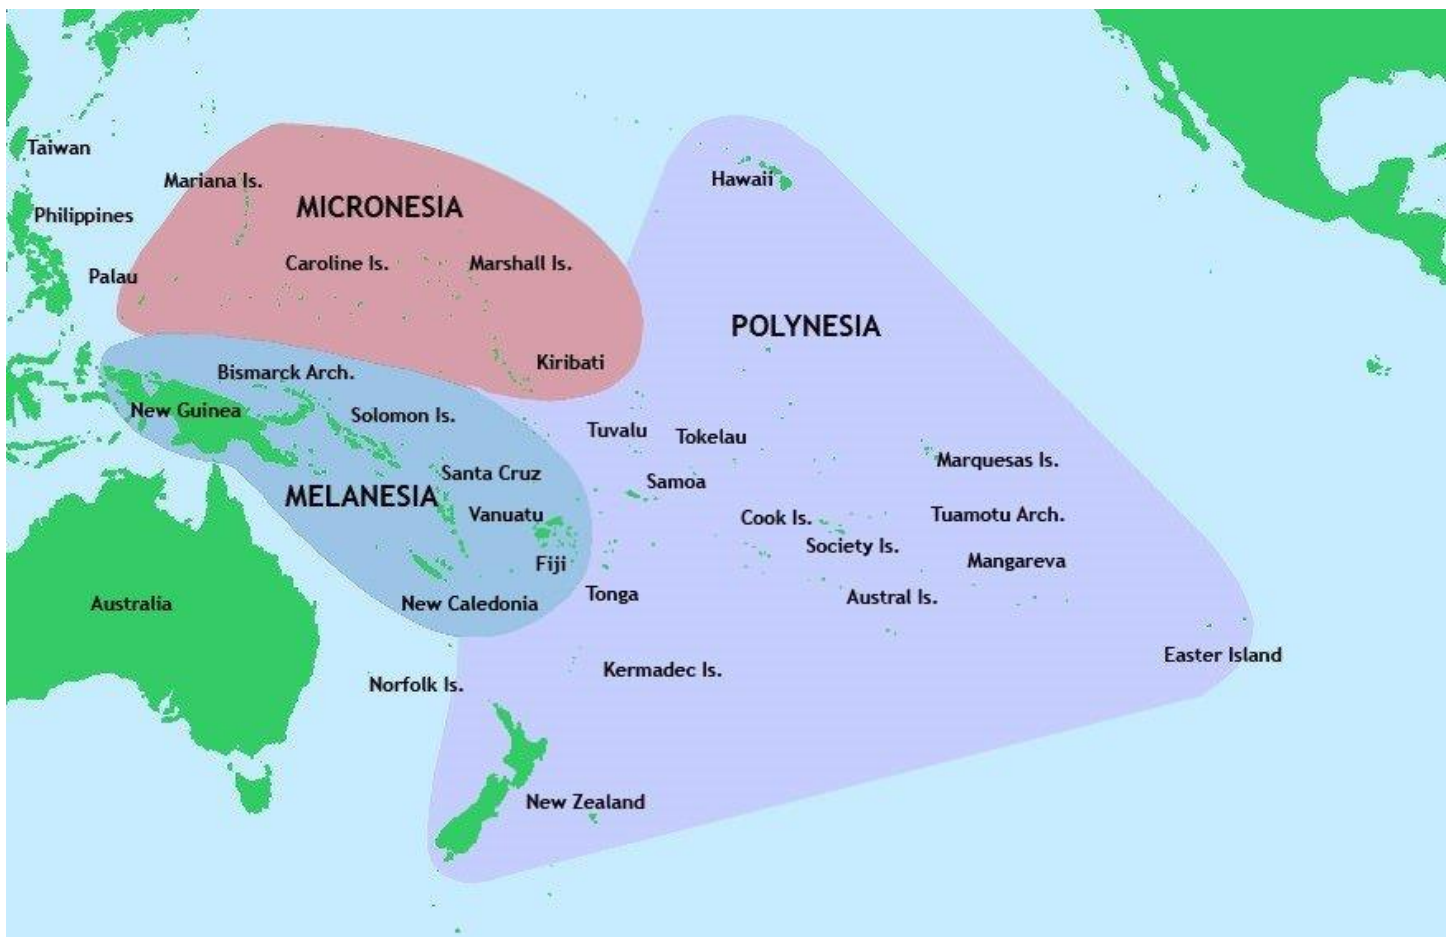 Taiwan
Mariana Is.
Hawaii
MICRONESIA
Philippines
Caroline Is.
Marshall Is.
Palau
POLYNESIA
Kiribati
Bismarck Arch.
New Guinea
Solomon Is.
Tuvalu
Tokelau
Marquesas Is.
Santa Cruz
Samoa
MELANESIA
Vanuatu
Cook Is.
Tuamotu Arch.
Society Is.
Fiji
Mangareva
Tonga
Austral Is.
Australia
New Caledonia
Easter Island
Kermadec Is.
Norfolk Is.
New Zealand